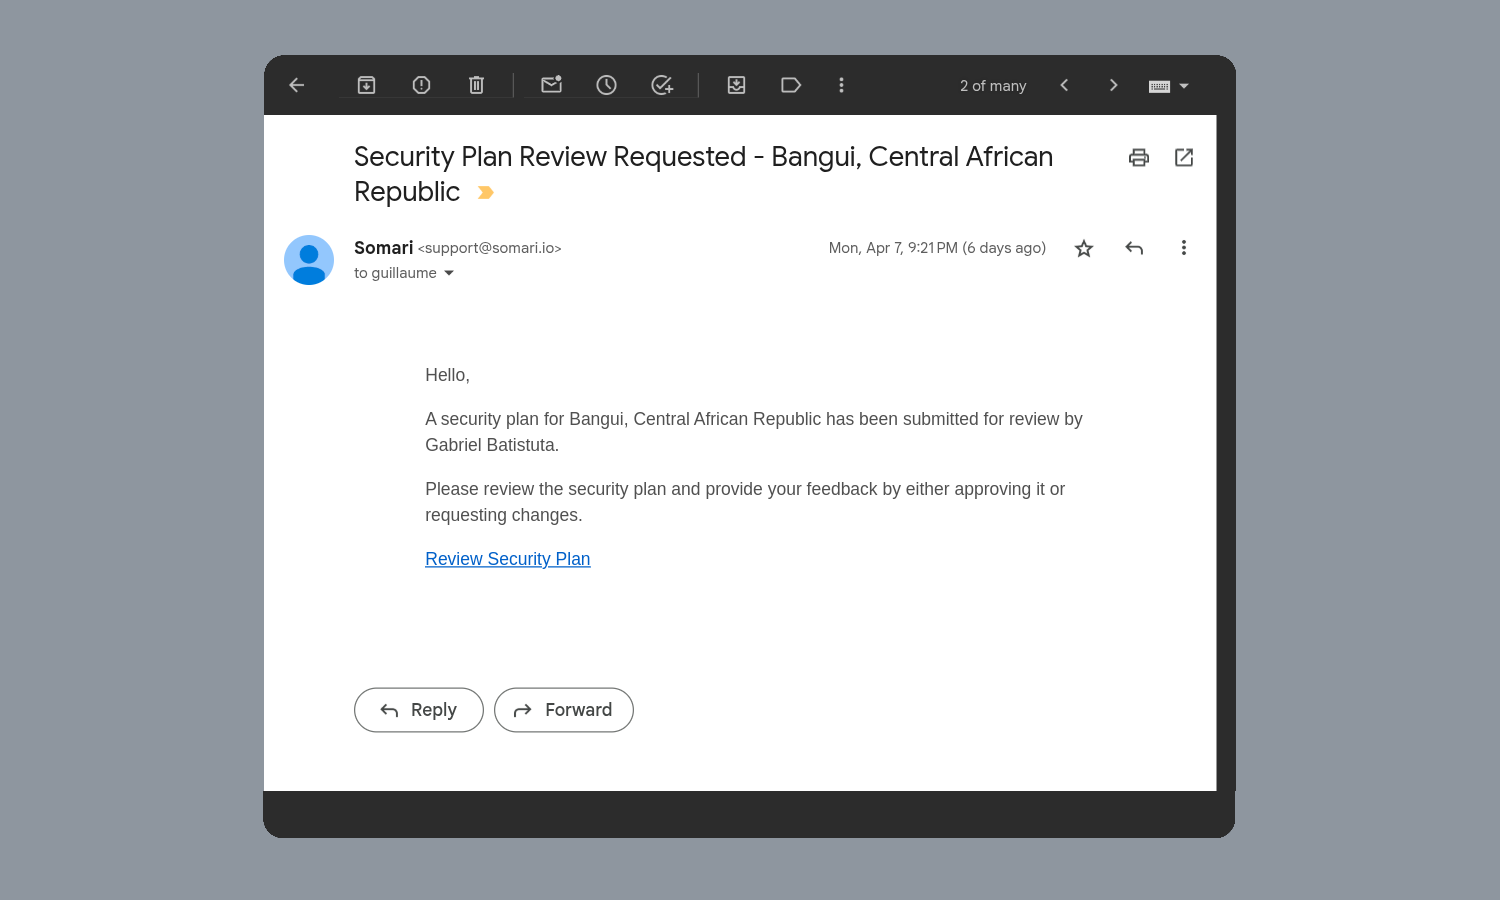 2 of many
Security Plan Review Requested - Bangui, Central African
Republic
Somari <support@somari.io>
Mon, Apr 7, 9:21 PM (6 days ago)
to guillaume
Hello,
A security plan for Bangui, Central African Republic has been submitted for review by
Gabriel Batistuta.
Please review the security plan and provide your feedback by either approving it or
requesting changes.
Review Security Plan
Reply
Forward